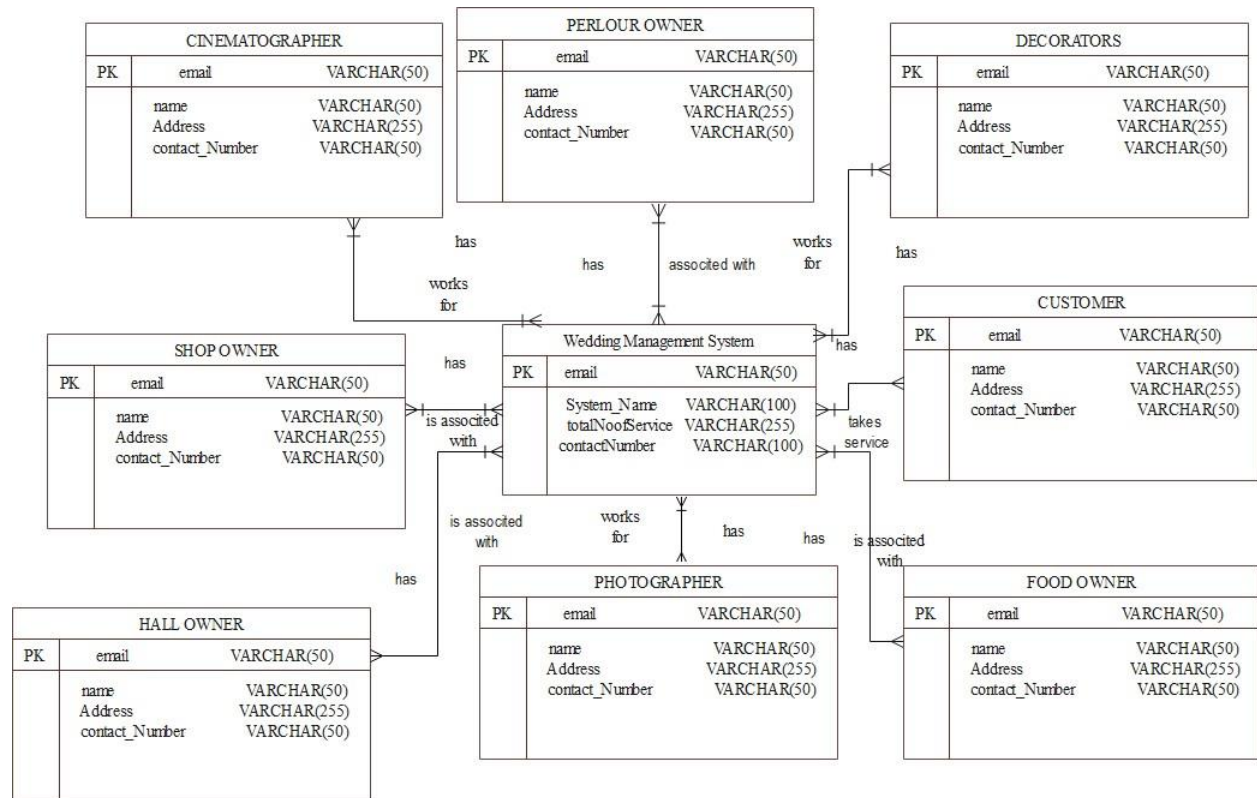 CINEMATOGRAPHER
PK email VARCHAR(50)
name VARCHAR(50)
Address VARCHAR(255)
contact_Number VARCHAR(50)
PERLOUR OWNER
PK email VARCHAR(50)
name VARCHAR(50)
Address VARCHAR(255)
contact_Number VARCHAR(50)
DECORATORS
PK email VARCHAR(50)
name VARCHAR(50)
Address VARCHAR(255)
contact_Number VARCHAR(50)
has
works
for
has
associted with
works
for
has
SHOP OWNER
PK email VARCHAR(50)
name VARCHAR(50)
Address VARCHAR(255)
contact_Number VARCHAR(50)
has
is associted
with
Wedding Management System
PK email VARCHAR(50)
System_Name VARCHAR(100)
totalNoofService VARCHAR(255)
contactNumber VARCHAR(100)
has
takes
service
CUSTOMER
PK email VARCHAR(50)
name VARCHAR(50)
Address VARCHAR(255)
contact_Number VARCHAR(50)
is associted
with
has
works
for
has
has
is associted
with
HALL OWNER
PK email VARCHAR(50)
name VARCHAR(50)
Address VARCHAR(255)
contact_Number VARCHAR(50)
PHOTOGRAPHER
PK email VARCHAR(50)
name VARCHAR(50)
Address VARCHAR(255)
contact_Number VARCHAR(50)
FOOD OWNER
PK email VARCHAR(50)
name VARCHAR(50)
Address VARCHAR(255)
contact_Number VARCHAR(50)